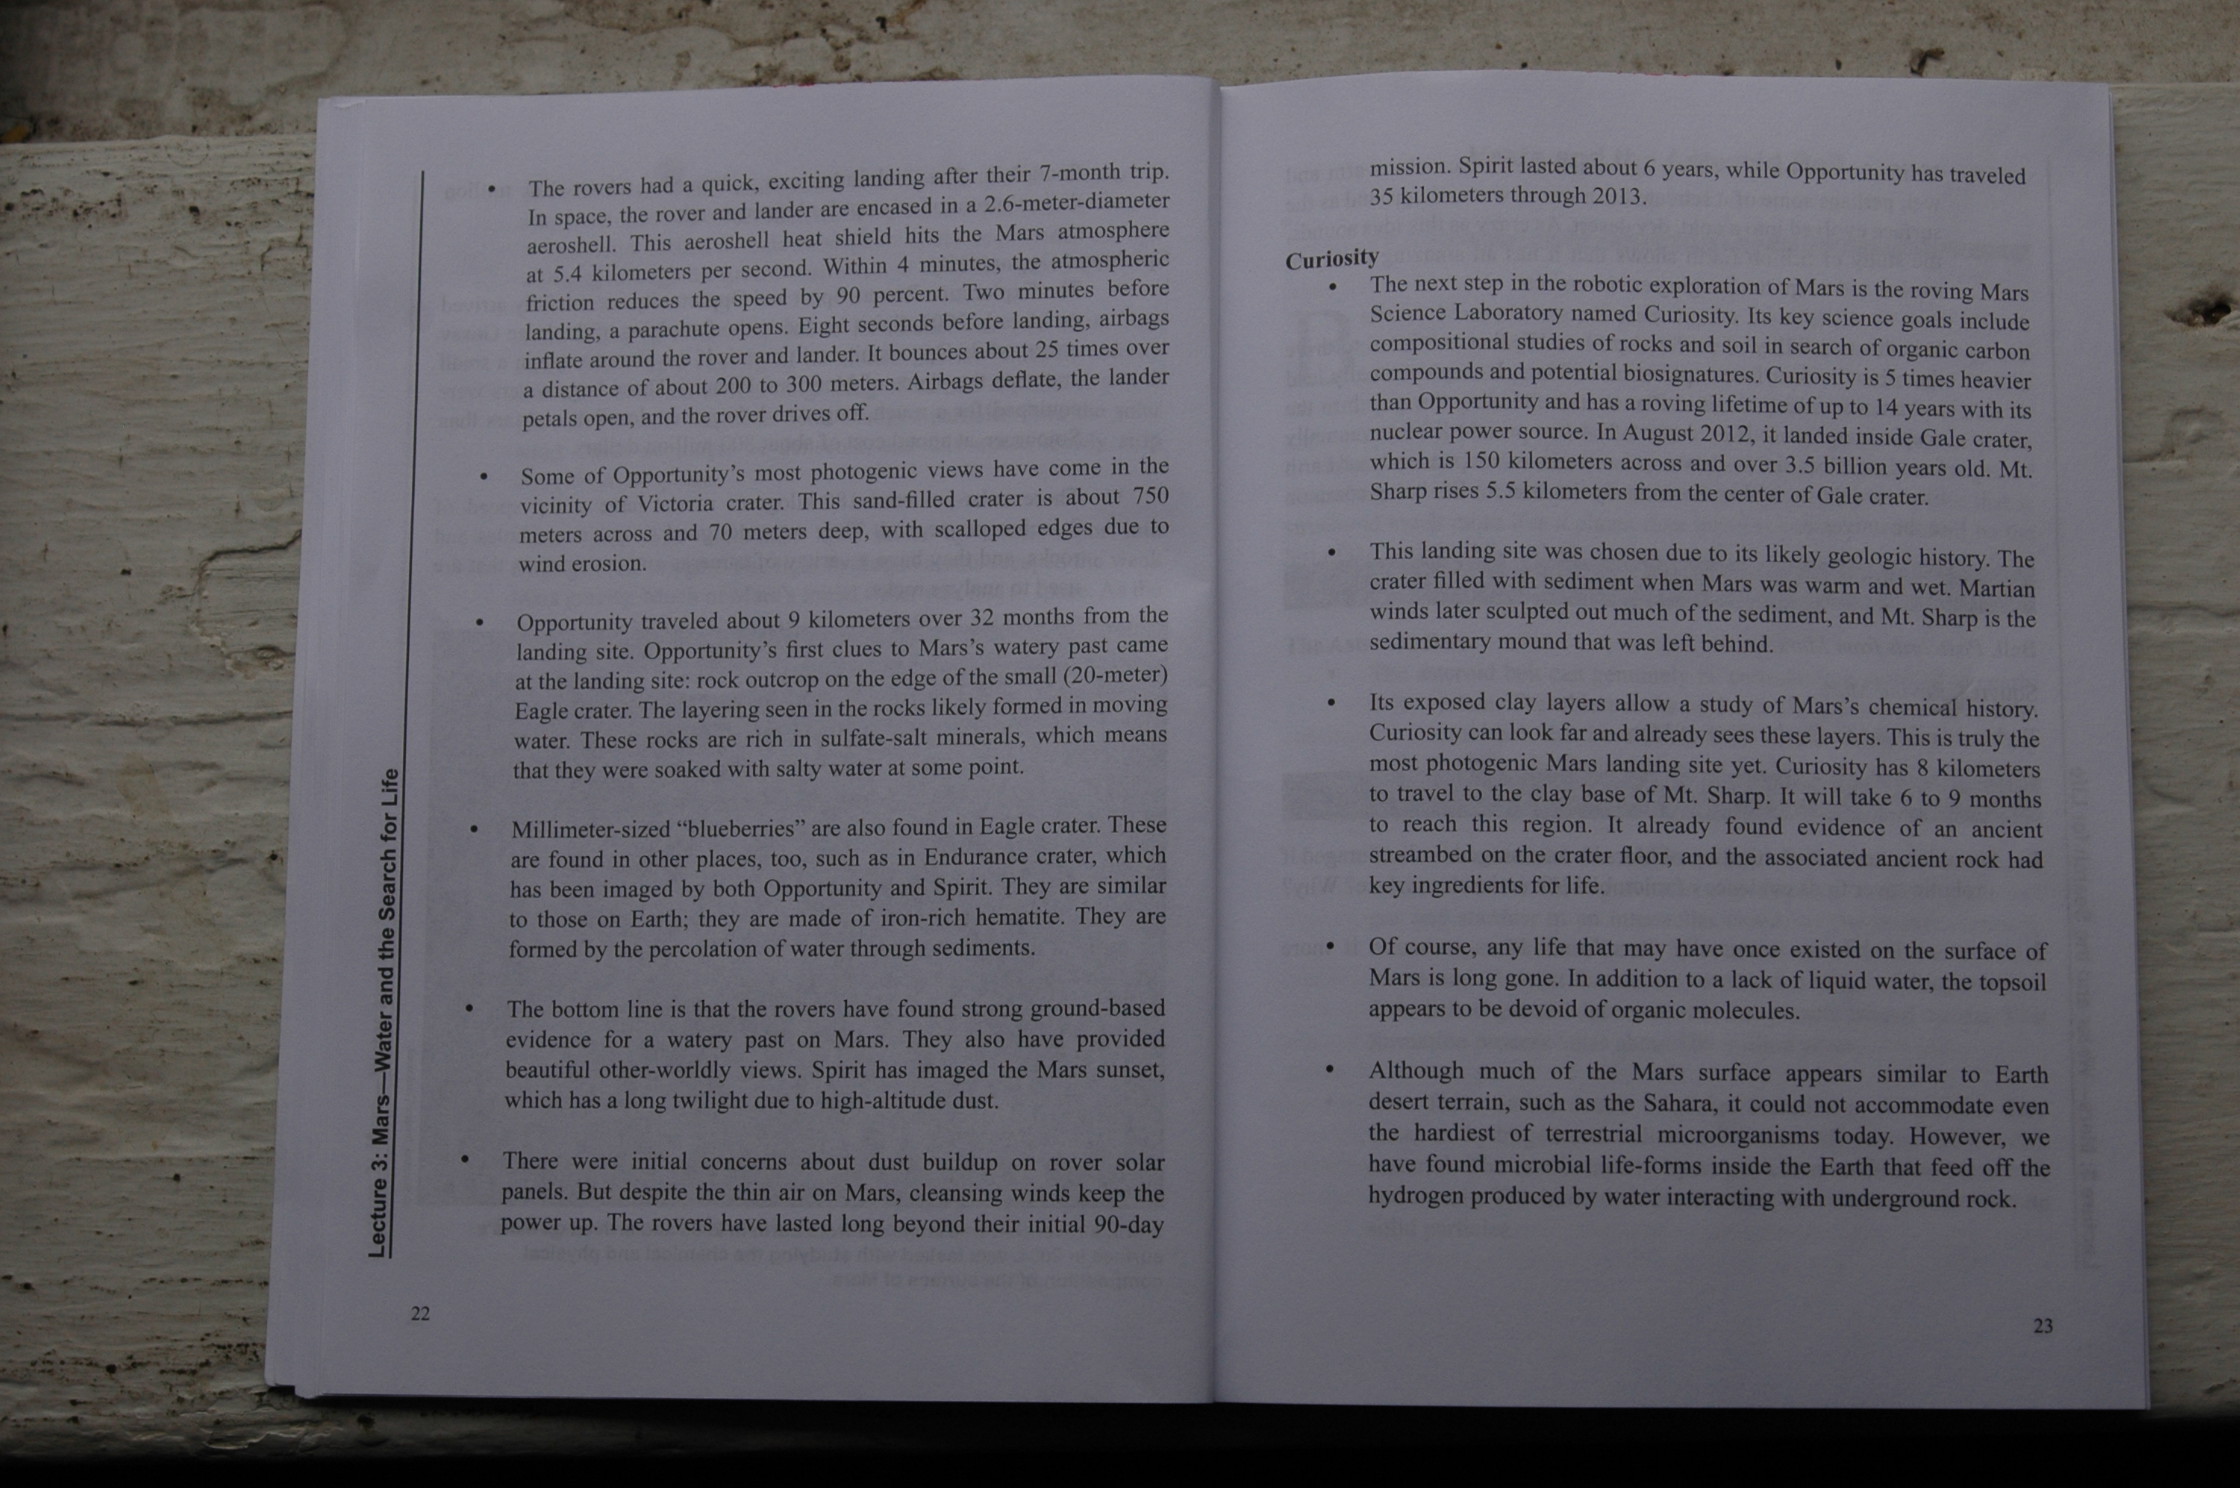 • The rovers had a quick, exciting landing after their 7-month trip.
In space, the rover and lander are encased in a 2.6-meter-diameter
aeroshell. This aeroshell heat shield hits the Mars atmosphere
at 5.4 kilometers per second. Within 4 minutes, the atmospheric
friction reduces the speed by 90 percent. Two minutes before
landing, a parachute opens. Eight seconds before landing, airbags
inflate around the rover and lander. It bounces about 25 times over
a distance of about 200 to 300 meters. Airbags deflate, the lander
petals open, and the rover drives off.
• Some of Opportunity’s most photogenic views have come in the
vicinity of Victoria crater. This sand-filled crater is about 750
meters across and 70 meters deep, with scalloped edges due to
wind erosion.
• Opportunity traveled about 9 kilometers over 32 months from the
landing site. Opportunity’s first clues to Mars’s watery past came
at the landing site: rock outcrop on the edge of the small (20-meter)
Eagle crater. The layering seen in the rocks likely formed in moving
water. These rocks are rich in sulfate-salt minerals, which means
that they were soaked with salty water at some point.
• Millimeter-sized “blueberries” are also found in Eagle crater. These
are found in other places, too, such as in Endurance crater, which
has been imaged by both Opportunity and Spirit. They are similar
to those on Earth; they are made of iron-rich hematite. They are
formed by the percolation of water through sediments.
• The bottom line is that the rovers have found strong ground-based
evidence for a watery past on Mars. They also have provided
beautiful other-worldly views. Spirit has imaged the Mars sunset,
which has a long twilight due to high-altitude dust.
• There were initial concerns about dust buildup on rover solar
panels. But despite the thin air on Mars, cleansing winds keep the
power up. The rovers have lasted long beyond their initial 90-day
Lecture 3: Mars—Water and the Search for Life
22
mission. Spirit lasted about 6 years, while Opportunity has traveled
35 kilometers through 2013.
Curiosity
• The next step in the robotic exploration of Mars is the roving Mars
Science Laboratory named Curiosity. Its key science goals include
compositional studies of rocks and soil in search of organic carbon
compounds and potential biosignatures. Curiosity is 5 times heavier
than Opportunity and has a roving lifetime of up to 14 years with its
nuclear power source. In August 2012, it landed inside Gale crater,
which is 150 kilometers across and over 3.5 billion years old. Mt.
Sharp rises 5.5 kilometers from the center of Gale crater.
• This landing site was chosen due to its likely geologic history. The
crater filled with sediment when Mars was warm and wet. Martian
winds later sculpted out much of the sediment, and Mt. Sharp is the
sedimentary mound that was left behind.
• Its exposed clay layers allow a study of Mars’s chemical history.
Curiosity can look far and already sees these layers. This is truly the
most photogenic Mars landing site yet. Curiosity has 8 kilometers
to travel to the clay base of Mt. Sharp. It will take 6 to 9 months
to reach this region. It already found evidence of an ancient
streambed on the crater floor, and the associated ancient rock had
key ingredients for life.
• Of course, any life that may have once existed on the surface of
Mars is long gone. In addition to a lack of liquid water, the topsoil
appears to be devoid of organic molecules.
• Although much of the Mars surface appears similar to Earth
desert terrain, such as the Sahara, it could not accommodate even
the hardiest of terrestrial microorganisms today. However, we
have found microbial life-forms inside the Earth that feed off the
hydrogen produced by water interacting with underground rock.
23